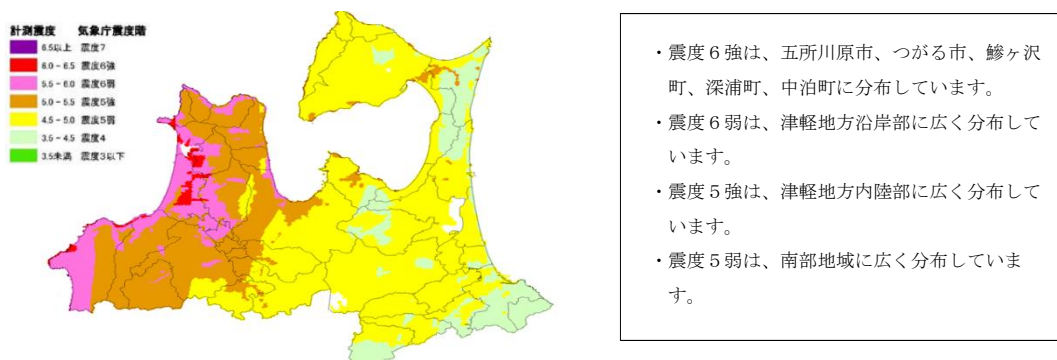 計測震度 気象庁震度階
6.5以上 震度7
6.0-6.5 震度6強
5.5-6.0 震度6弱
5.0-5.5 震度5強
4.5-5.0 震度5弱
3.5-4.5 震度4
3.5未満 震度3以下
・震度６強は、五所川原市、つがる市、鰺ヶ沢
町、深浦町、中泊町に分布しています。
・震度６弱は、津軽地方沿岸部に広く分布して
います。
・震度５強は、津軽地方内陸部に広く分布して
います。
・震度５弱は、南部地域に広く分布していま
す。